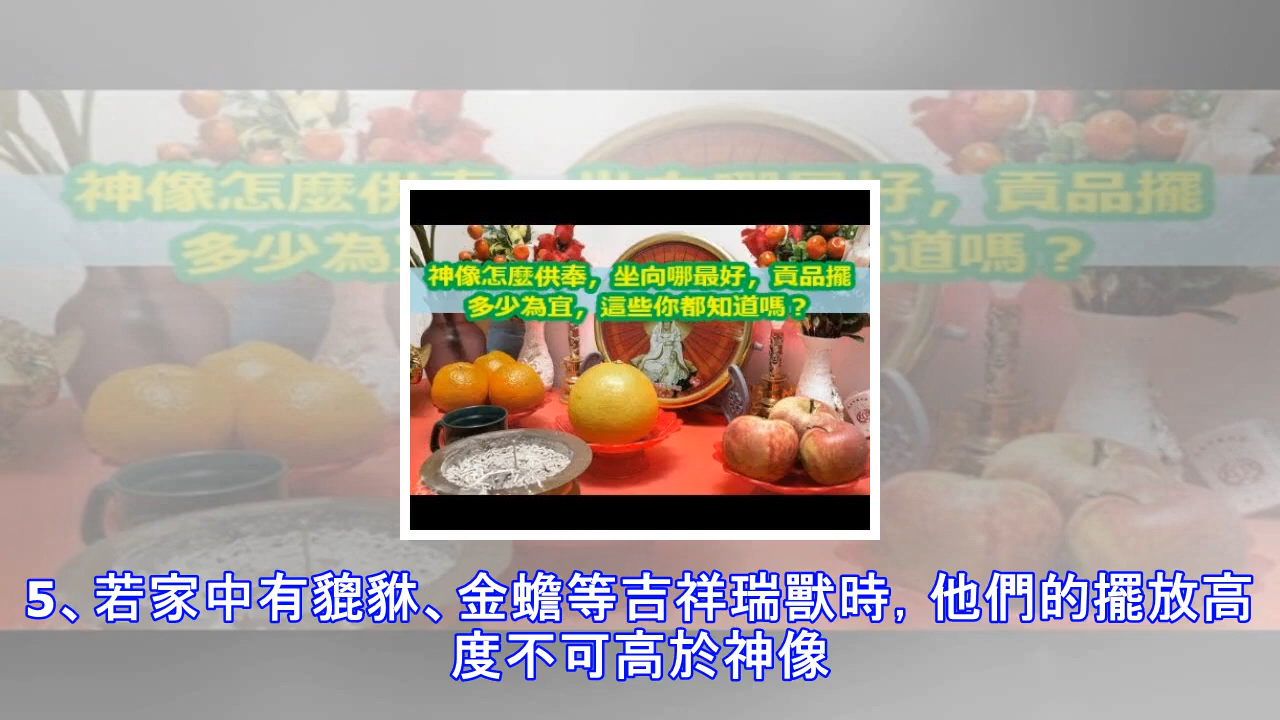 神像怎麼供奉，坐向哪最好，貢品擺
多少為宜，這些你都知道嗎？
5、若家中有貔貅、金蟾等吉祥瑞獸時，他們的擺放高
度不可高於神像